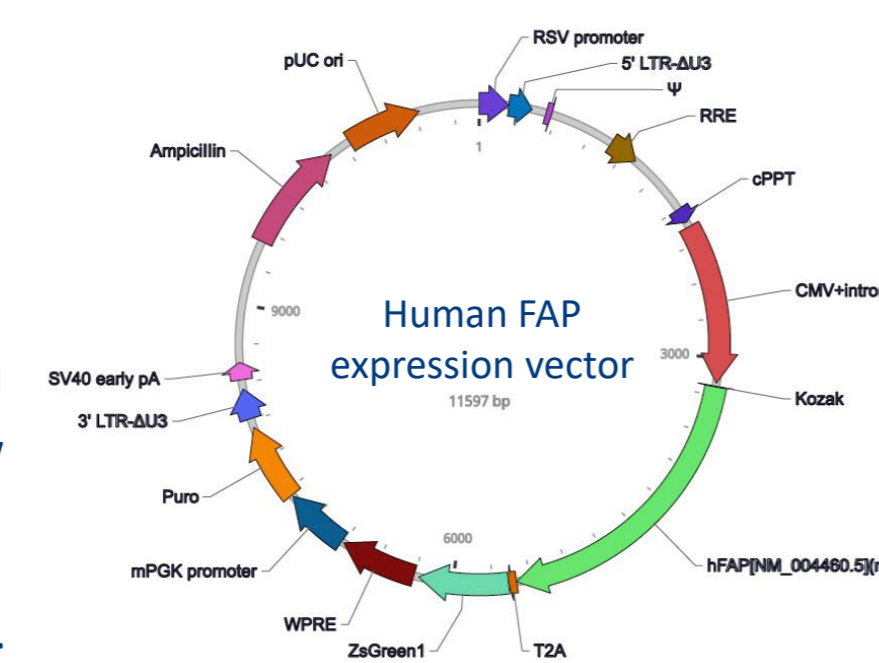 RSV promoter
5' LTR-ΔU3
Ψ
RRE
cPPT
CMV+intron
Kozak
hFAP[NM_004460.5](
T2A
ZsGreen1
WPRE
mPGK promoter
Puro
3' LTR-ΔU3
SV40 early pA
Ampicillin
pUC ori
1
3000
6000
9000
Human FAP
expression vector
11597 bp